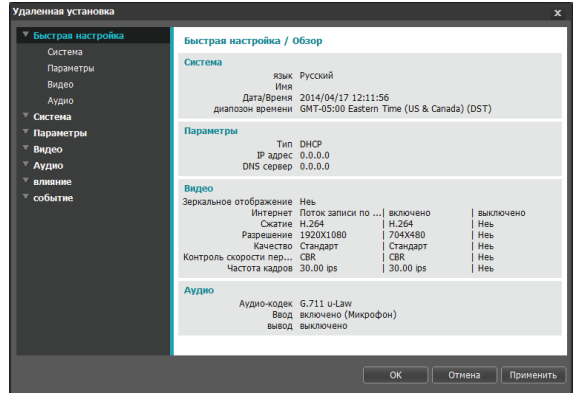 Удаленная установка x
Быстрая настройка
Система
Параметры
Видео
Аудио
Система
Параметры
Видео
Аудио
влияние
событие
Быстрая настройка / Обзор
Система
язык Русский
Имя
Дата/Время 2014/04/17 12:11:56
диапозон времени GMT-05:00 Eastern Time (US & Canada) (DST)
Параметры
Тип DHCP
IP адрес 0.0.0.0
DNS сервер 0.0.0.0
Видео
Зеркальное отображение Неь
Интернет Поток записи по ...| включено | выключено
Сжатие H.264 | H.264 | Неь
Разрешение 1920X1080 | 704X480 | Неь
Качество Стандарт | Стандарт | Неь
Контроль скорости пер... CBR | CBR | Неь
Частота кадров 30.00 ips | 30.00 ips | Неь
Аудио
Аудио-кодек G.711 u-Law
Ввод включено (Микрофон)
вывод выключено
OK Отмена Применить